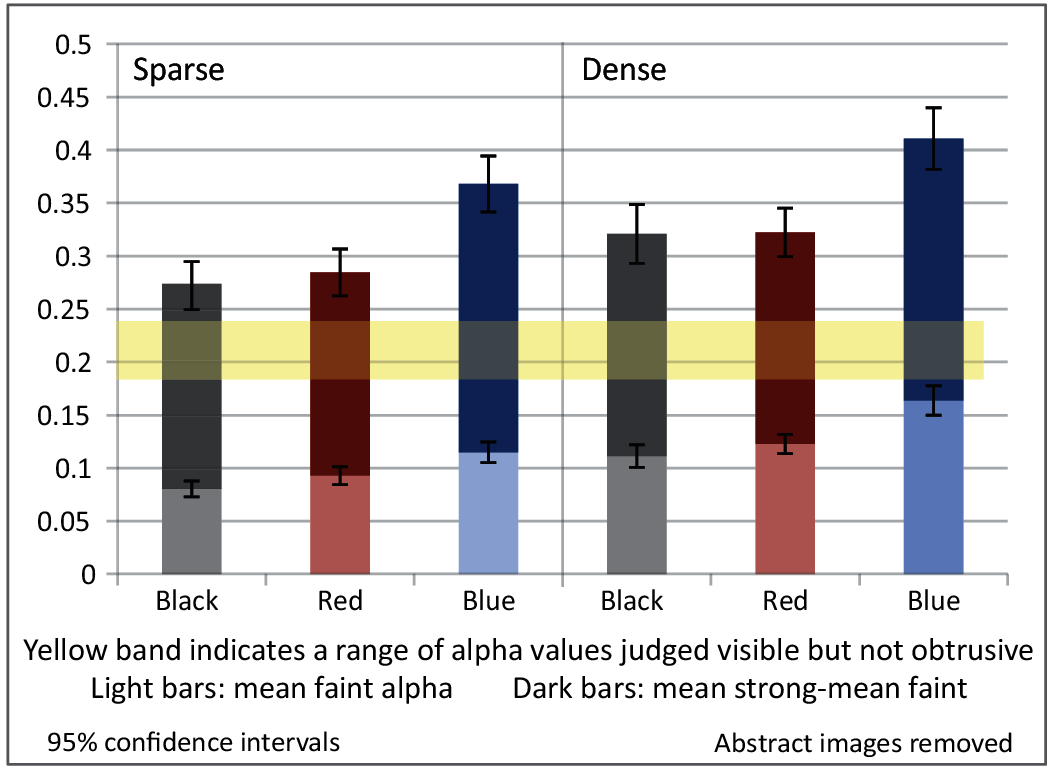 0.5
Sparse Dense
0.45
0.4
0.35
0.3
0.25
0.2
0.15
0.1
0.05
0
Black Red Blue Black Red Blue
Yellow band indicates a range of alpha values judged visible but not obtrusive
Light bars: mean faint alpha Dark bars: mean strong-mean faint
95% confidence intervals Abstract images removed